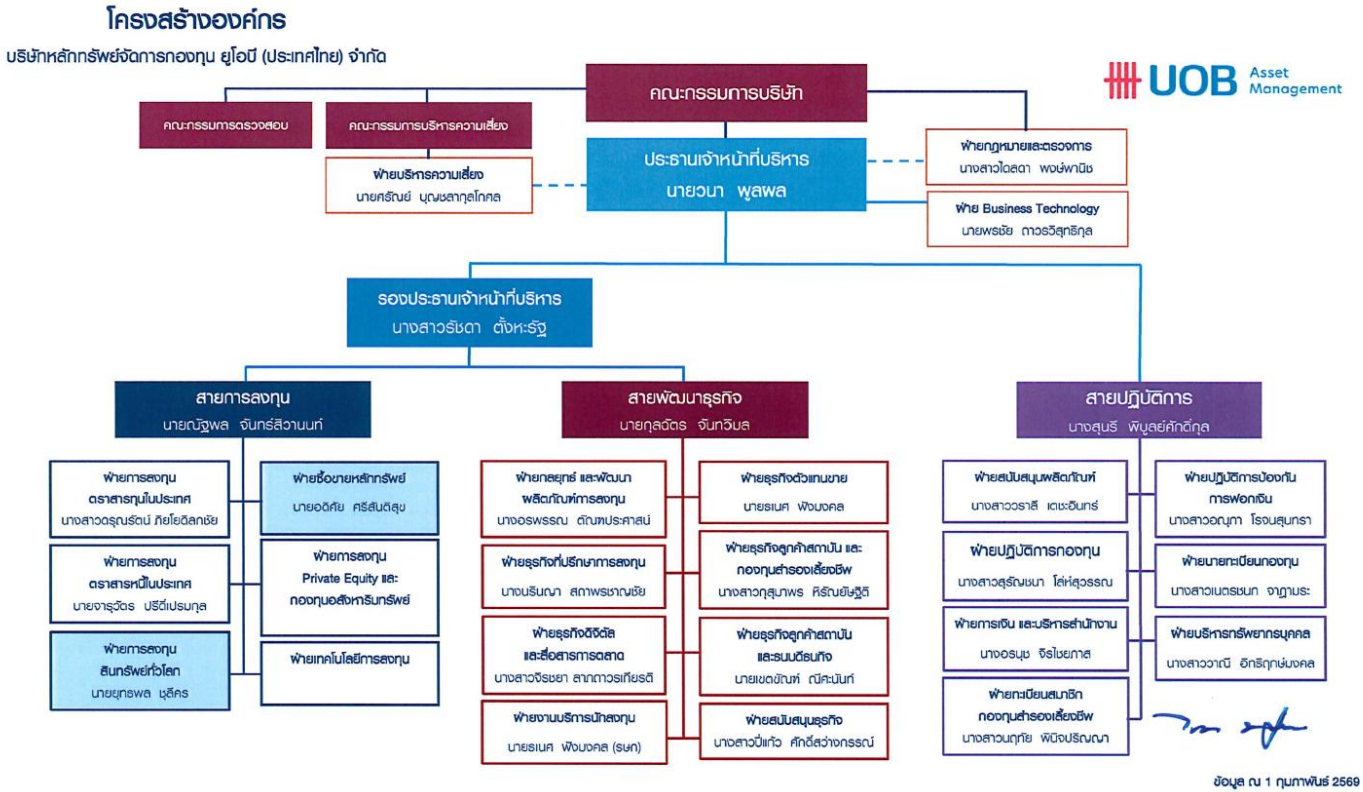 โครงสร้างองค์กร
บริษัทหลักทรัพย์จัดการกองทุน ยูโอบี (ประเทศไทย) จำกัด
UOB Asset
Management
คณะกรรมการบริษัท
คณะกรรมการตรวจสอบ
คณะกรรมการบริหารความเสี่ยง
ฝ่ายบริหารความเสี่ยง
นายศรัณย์ บุญชลากุลโกศล
ประธานเจ้าหน้าที่บริหาร
นายวนา พูลผล
ฝ่ายกฎหมายและตรวจการ
นางสาวไดลดา พงษ์พานิช
ฝ่าย Business Technology
นายพรชัย ถาวรวิสุทธิกุล
รองประธานเจ้าหน้าที่บริหาร
นางสาวรัชดา ตั้งหะรัฐ
สายการลงทุน
นายณัฐพล จันทร์สิวานนท์
ฝ่ายการลงทุน
ตราสารทุนในประเทศ
นางสาวดรุณรัตน์ ภิยโยดิลกชัย
ฝ่ายการลงทุน
ตราสารหนี้ในประเทศ
นายจารุวัตร ปรีดิ์เปรมกุล
ฝ่ายการลงทุน
สินทรัพย์ทั่วโลก
นายยุทธพล ชูลีคร
ฝ่ายซื้อขายหลักทรัพย์
นายอดิศัย ศรีสันติสุข
ฝ่ายการลงทุน
Private Equity และ
กองทุนอสังหาริมทรัพย์
ฝ่ายเทคโนโลยีการลงทุน
สายพัฒนาธุรกิจ
นายกุลฉัตร จันทวิมล
ฝ่ายกลยุทธ์ และพัฒนา
ผลิตภัณฑ์การลงทุน
นางอรพรรณ ตัณฑประศาสน์
ฝ่ายธุรกิจที่ปรึกษาการลงทุน
นางนรินญา สถาพรชาญชัย
ฝ่ายธุรกิจดิจิตัล
และสื่อสารการตลาด
นางสาวจิรชยา ลาภถาวรเกียรติ
ฝ่ายงานบริการนักลงทุน
นายธเนศ ฟังมงคล (รษก)
ฝ่ายธุรกิจตัวแทนขาย
นายธเนศ ฟังมงคล
ฝ่ายธุรกิจลูกค้าสถาบัน และ
กองทุนสำรองเลี้ยงชีพ
นางสาวกุสุมาพร หิรัณยัษฐิติ
ฝ่ายธุรกิจลูกค้าสถาบัน
และธนบดีธนกิจ
นายเขตขัณฑ์ ณีศะนันท์
ฝ่ายสนับสนุนธุรกิจ
นางสาวปิ่แก้ว ศักดิ์สว่างกรรณ์
สายปฏิบัติการ
นางสุนรี พิบูลย์ศักดิ์กุล
ฝ่ายสนับสนุนผลิตภัณฑ์
นางสาววราลี เตชะอินทร์
ฝ่ายปฏิบัติการกองทุน
นางสาวสุรัญชนา โล่ห์สุวรรณ
ฝ่ายการเงิน และบริหารสำนักงาน
นางอรนุช จิรไชยภาส
ฝ่ายทะเบียนสมาชิก
กองทุนสำรองเลี้ยงชีพ
นางสาวนฤทัย พินิจปริญญา
ฝ่ายปฏิบัติการป้องกัน
การฟอกเงิน
นางสาวอณุภา โรจนสุนทรา
ฝ่ายนายทะเบียนกองทุน
นางสาวเนตรชนก จาฏามระ
ฝ่ายบริหารทรัพยากรบุคคล
นางสาววาณี อิทธิฤกษ์มงคล
ข้อมูล ณ 1 กุมภาพันธ์ 2569